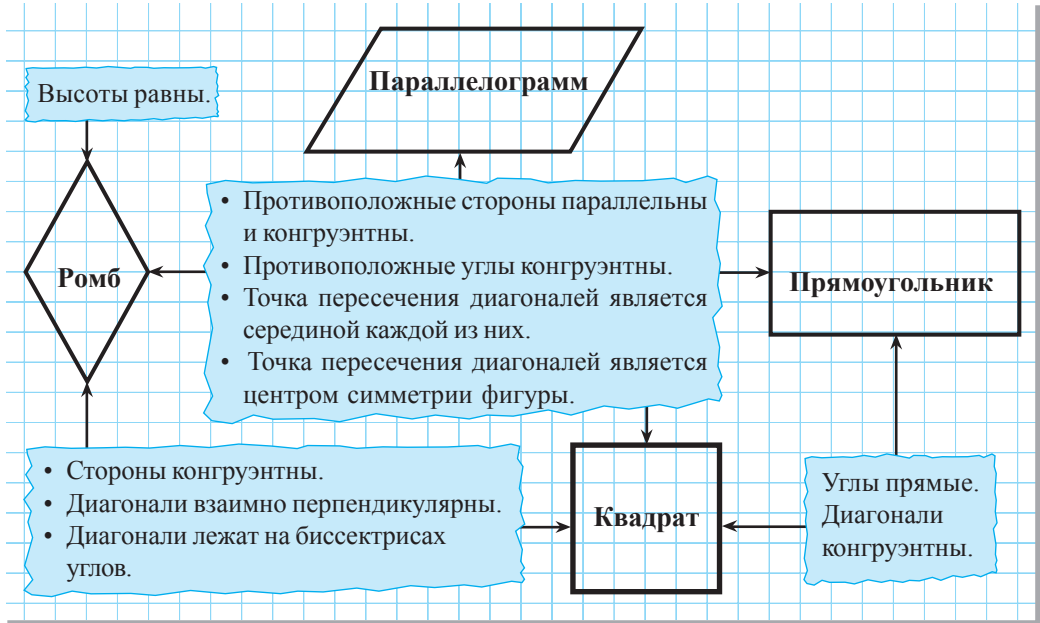 Параллелограмм
Высоты равны.
• Противоположные стороны параллельны
и конгруэнтны.
• Противоположные углы конгруэнтны.
• Точка пересечения диагоналей является
серединой каждой из них.
• Точка пересечения диагоналей является
центром симметрии фигуры.
Ромб
Прямоугольник
• Стороны конгруэнтны.
• Диагонали взаимно перпендикулярны.
• Диагонали лежат на биссектрисах
углов.
Квадрат
Углы прямые.
Диагонали
конгруэнтны.